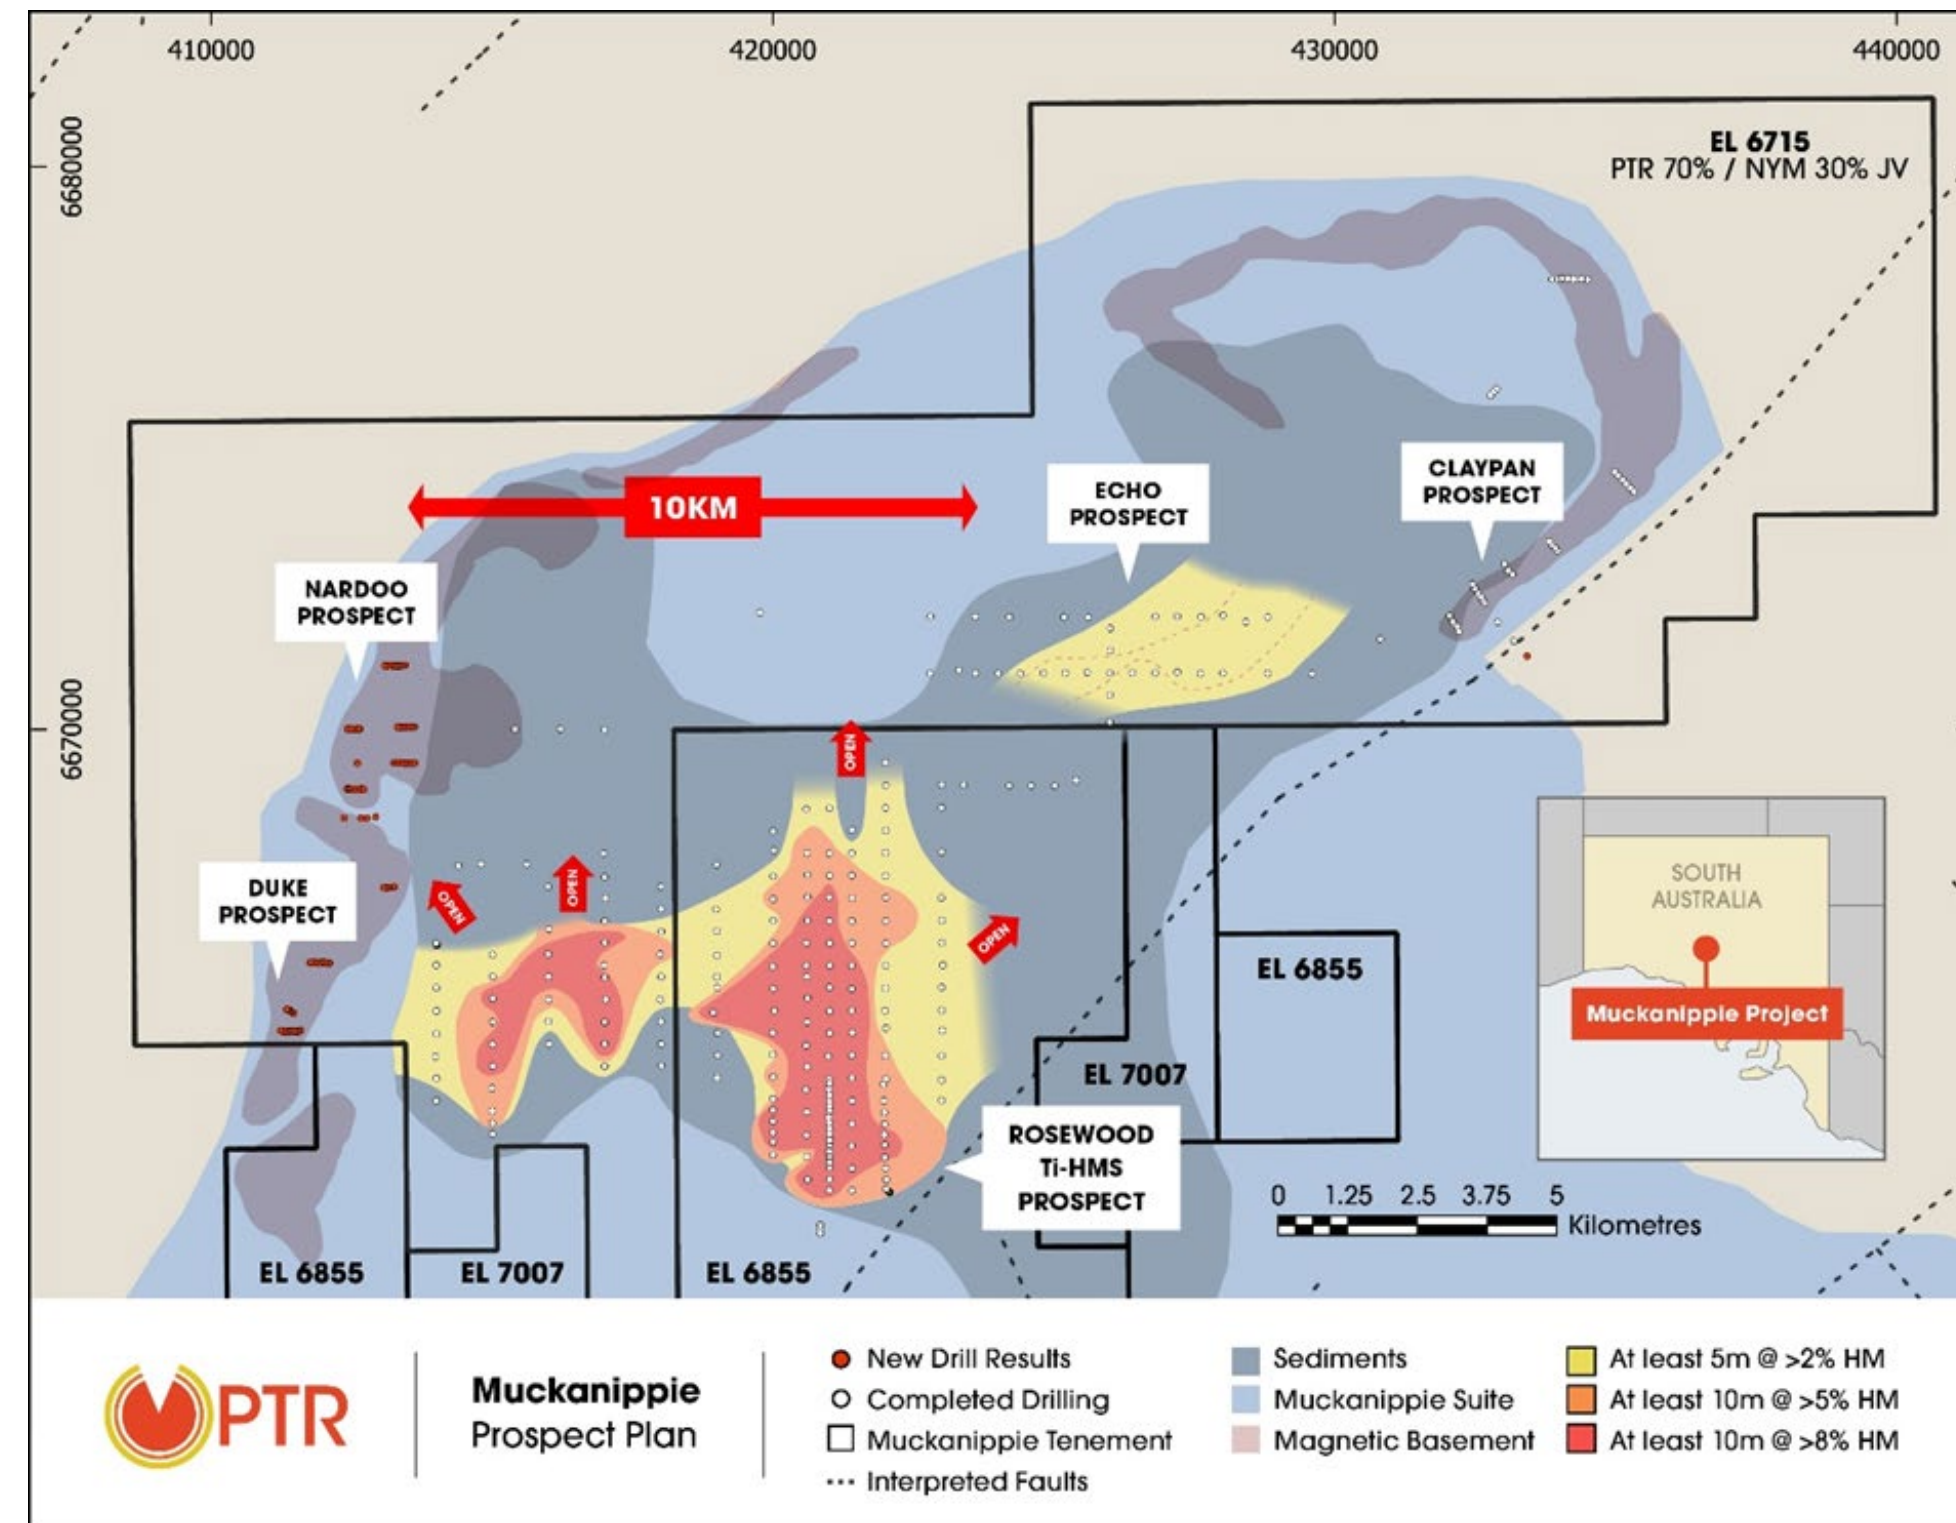 410000
420000
430000
440000
6680000
6670000
EL 6715
PTR 70% / NYM 30% JV
10KM
ECHO
PROSPECT
CLAYPAN
PROSPECT
NARDOO
PROSPECT
DUKE
PROSPECT
OPEN
OPEN
OPEN
OPEN
ROSEWOOD
Ti-HMS
PROSPECT
EL 6855
EL 7007
EL 6855
EL 7007
EL 6855
SOUTH
AUSTRALIA
Muckanippie Project
0 1.25 2.5 3.75 5
Kilometres
PTR
Muckanippie
Prospect Plan
New Drill Results
Completed Drilling
Muckanippie Tenement
Interpreted Faults
Sediments
Muckanippie Suite
Magnetic Basement
At least 5m @ >2% HM
At least 10m @ >5% HM
At least 10m @ >8% HM